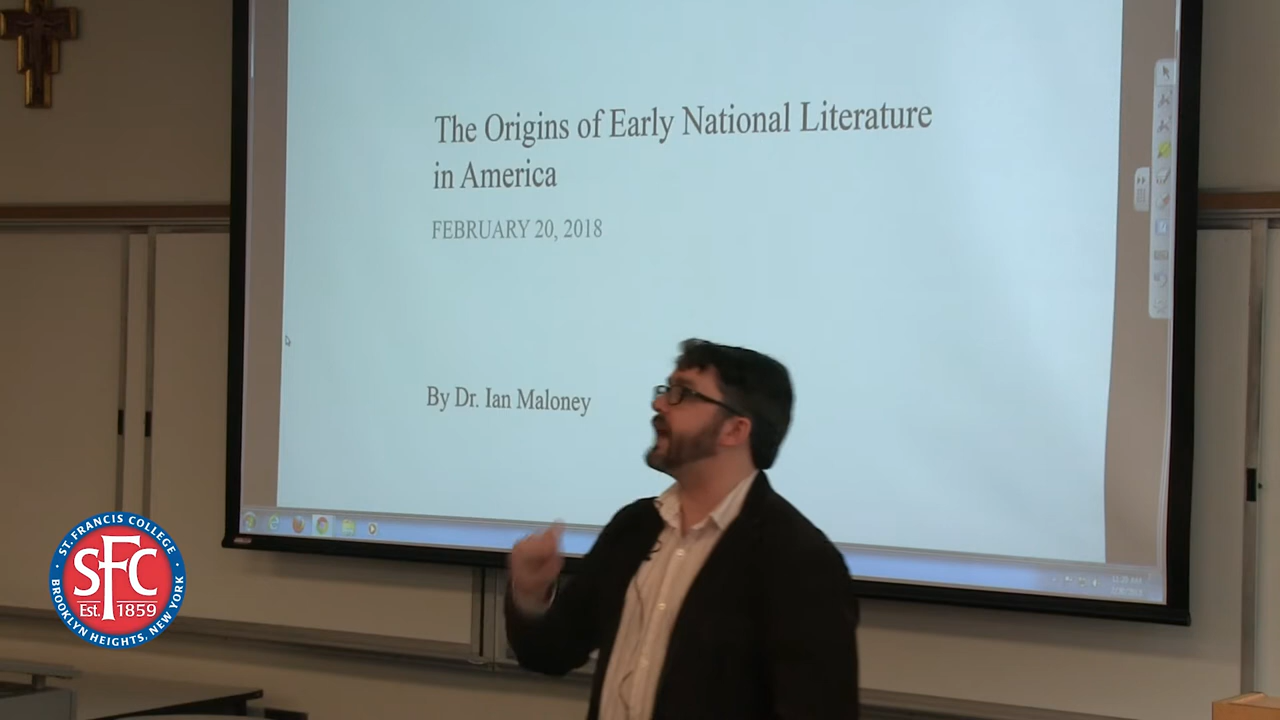 The Origins of Early National Literature
in America
FEBRUARY 20, 2018
By Dr. Ian Maloney
ST. FRANCIS COLLEGE
SFC
Est. 1859
BROOKLYN HEIGHTS, NEW YORK